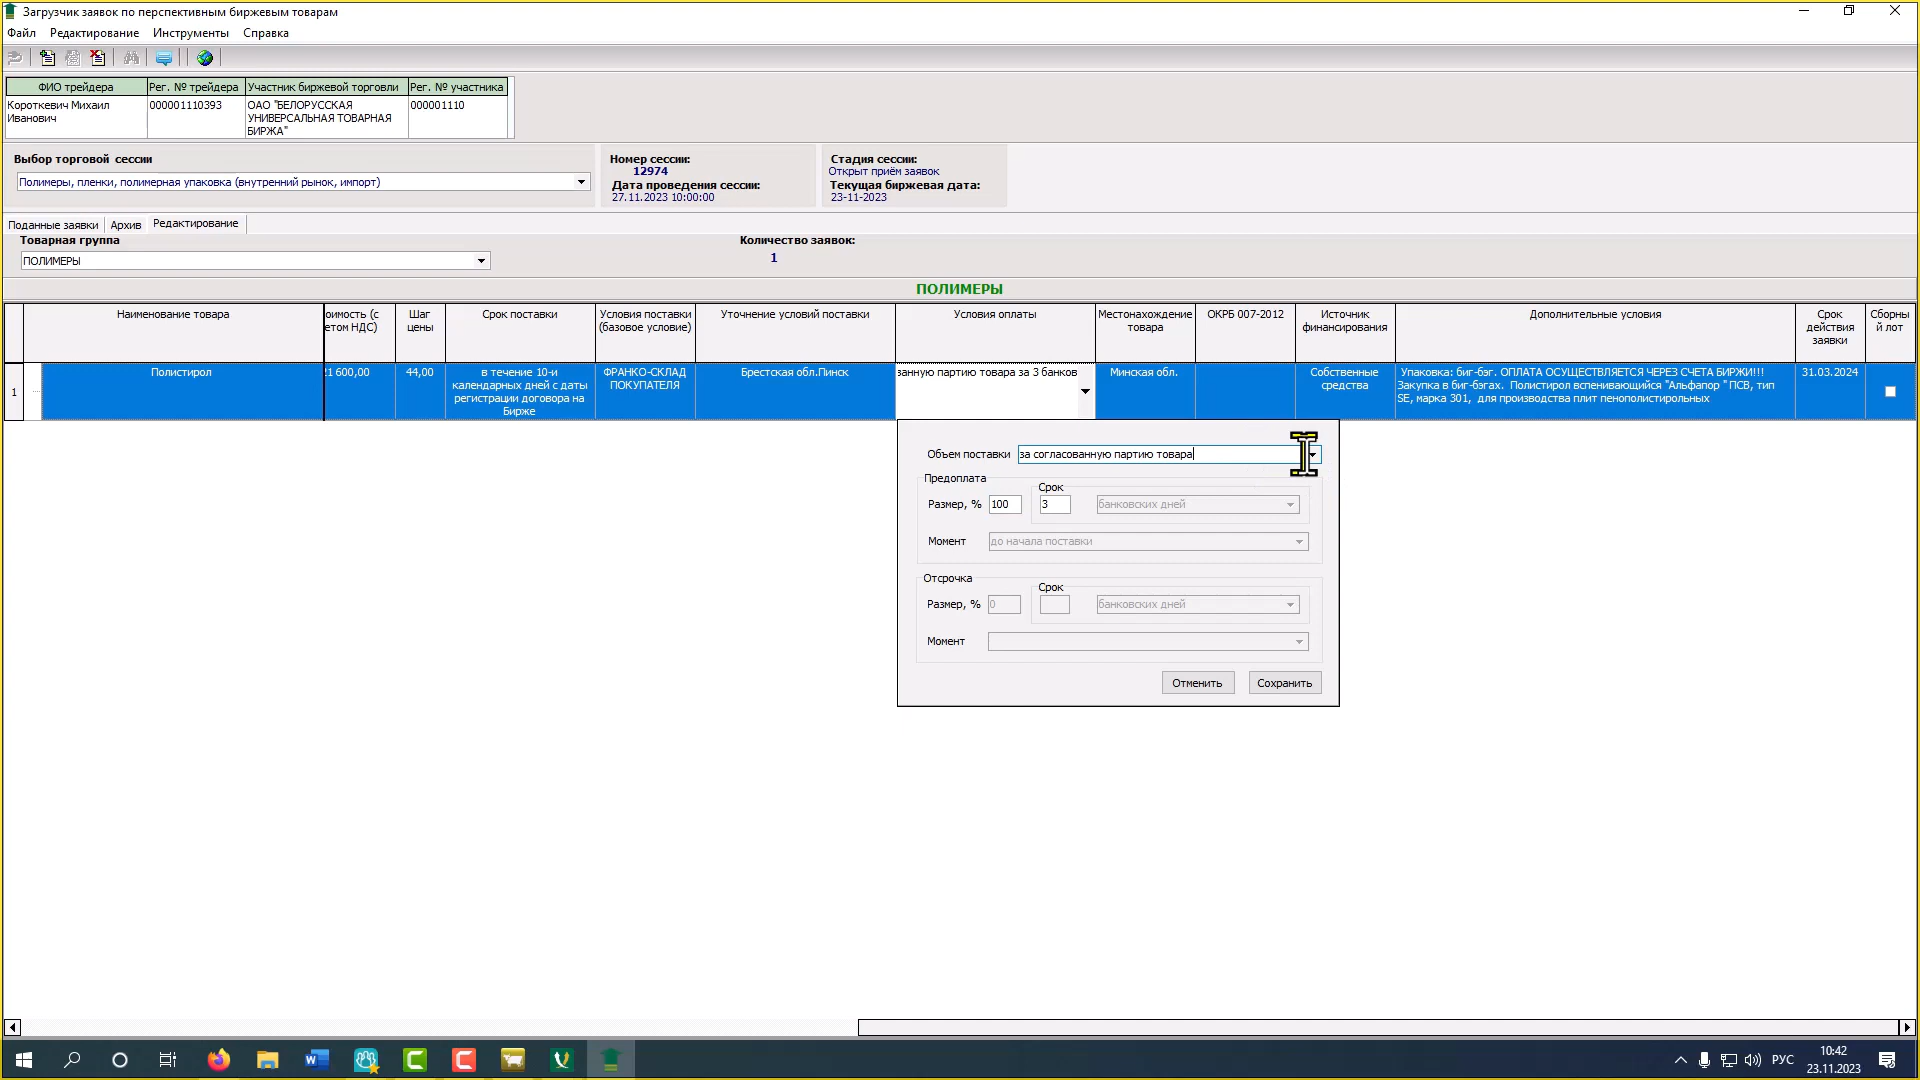 Загрузчик заявок по перспективным биржевым товарам
Файл Редактирование Инструменты Справка
ФИО трейдера Рег. № трейдера Участник биржевой торговли Рег. № участника
Короткевич Михаил 000001110393 ОАО "БЕЛОРУССКАЯ 000001110
Иванович УНИВЕРСАЛЬНАЯ ТОВАРНАЯ
БИРЖА"
Выбор торговой сессии
Полимеры, пленки, полимерная упаковка (внутренний рынок, импорт)
Номер сессии:
12974
Дата проведения сессии:
27.11.2023 10:00:00
Стадия сессии:
Открыт приём заявок
Текущая биржевая дата:
23-11-2023
Поданные заявки Архив Редактирование
Товарная группа
ПОЛИМЕРЫ
Количество заявок:
1
ПОЛИМЕРЫ
Наименование товара
оимость (с
етом НДС)
Шаг
цены
Срок поставки
Условия поставки
(базовое условие)
Уточнение условий поставки
Условия оплаты
Местонахождение
товара
ОКРБ 007-2012
Источник
финансирования
Дополнительные условия
Срок
действия
заявки
Сборны
й лот
1
Полистирол
21 600,00
44,00
в течение 10-и
календарных дней с даты
регистрации договора на
Бирже
ФРАНКО-СКЛАД
ПОКУПАТЕЛЯ
Брестская обл.Пинск
занную партию товара за 3 банков
Минская обл.
Собственные
средства
Упаковка: биг-бэг. ОПЛАТА ОСУЩЕСТВЛЯЕТСЯ ЧЕРЕЗ СЧЕТА БИРЖИ!!!
Закупка в биг-бэгах. Полистирол вспенивающийся "Альфапор " ПСВ, тип
SE, марка 301, для производства плит пенополистирольных
31.03.2024
Объем поставки за согласованную партию товара
Предоплата
Срок
Размер, % 100 3 банковских дней
Момент до начала поставки
Отсрочка
Срок
Размер, % 0 банковских дней
Момент
Отменить Сохранить
РУС
10:42
23.11.2023